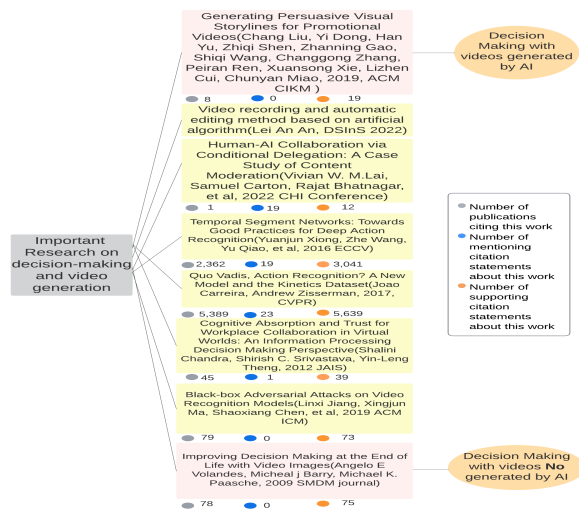 Generating Persuasive Visual
Storylines for Promotional
Videos(Chang Liu, Yi Dong, Han
Yu, Zhiqi Shen, Zhanning Gao,
Shiqi Wang, Changgong Zhang,
Peiran Ren, Xuansong Xie, Lizhen
Cui, Chunyan Miao, 2019, ACM
CIKM )
8 0 19
Decision
Making with
videos generated
by AI
Video recording and automatic
editing method based on artificial
algorithm(Lei An An, DSInS 2022)
Human-AI Collaboration via
Conditional Delegation: A Case
Study of Content
Moderation(Vivian W. M.Lai,
Samuel Carton, Rajat Bhatnagar,
et al, 2022 CHI Conference)
1 19 12
Temporal Segment Networks: Towards
Good Practices for Deep Action
Recognition(Yuanjun Xiong, Zhe Wang,
Yu Qiao, et al, 2016 ECCV)
2,362 19 3,041
Important
Research on
decision-making
and video
generation
Number of
publications
citing this work
Number of
mentioning
citation
statements
about this work
Number of
supporting
citation
statements
about this work
Quo Vadis, Action Recognition? A New
Model and the Kinetics Dataset(Joao
Carreira, Andrew Zisserman, 2017,
CVPR)
5,389 23 5,639
Cognitive Absorption and Trust for
Workplace Collaboration in Virtual
Worlds: An Information Processing
Decision Making Perspective(Shalini
Chandra, Shirish C. Srivastava, Yin-Leng
Theng, 2012 JAIS)
45 1 39
Black-box Adversarial Attacks on Video
Recognition Models(Linxi Jiang, Xingjun
Ma, Shaoxiang Chen, et al, 2019 ACM
ICM)
79 0 73
Improving Decision Making at the End of
Life with Video Images(Angelo E
Volandes, Micheal j Barry, Michael K.
Paasche, 2009 SMDM journal)
78 0 75
Decision Making
with videos No
generated by AI